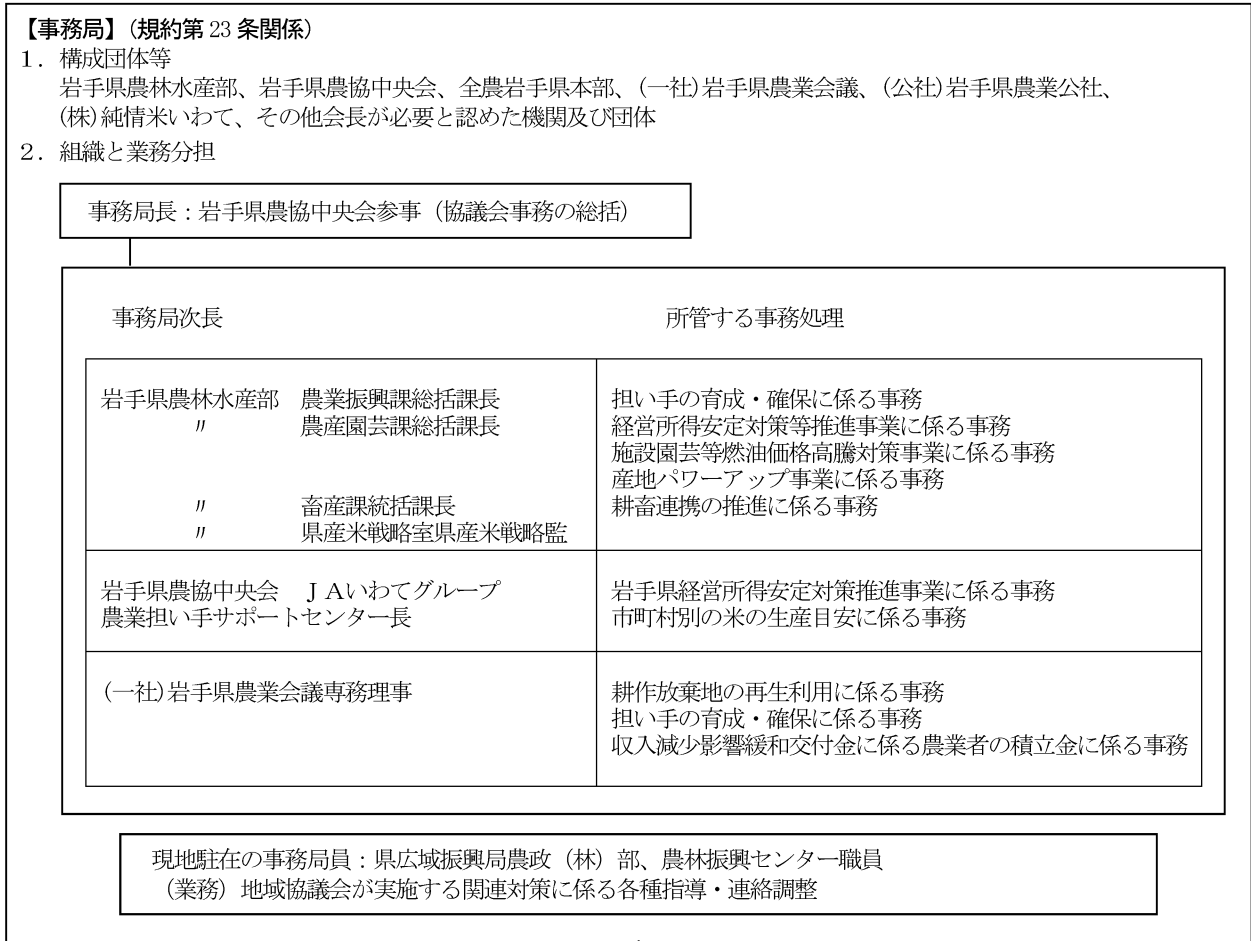 【事務局】（規約第 23 条関係）
１．構成団体等
岩手県農林水産部、岩手県農協中央会、全農岩手県本部、(一社)岩手県農業会議、(公社)岩手県農業公社、
(株)純情米いわて、その他会長が必要と認めた機関及び団体
２．組織と業務分担
事務局長：岩手県農協中央会参事（協議会事務の総括）
事務局次長　所管する事務処理
岩手県農林水産部　農業振興課総括課長　担い手の育成・確保に係る事務
〃　農産園芸課総括課長　経営所得安定対策等推進事業に係る事務
施設園芸等燃油価格高騰対策事業に係る事務
産地パワーアップ事業に係る事務
〃　畜産課統括課長　耕畜連携の推進に係る事務
〃　県産米戦略室県産米戦略監
岩手県農協中央会　ＪＡいわてグループ　岩手県経営所得安定対策推進事業に係る事務
農業担い手サポートセンター長　市町村別の米の生産目安に係る事務
(一社)岩手県農業会議専務理事　耕作放棄地の再生利用に係る事務
担い手の育成・確保に係る事務
収入減少影響緩和交付金に係る農業者の積立金に係る事務
現地駐在の事務局員：県広域振興局農政（林）部、農林振興センター職員
（業務）地域協議会が実施する関連対策に係る各種指導・連絡調整